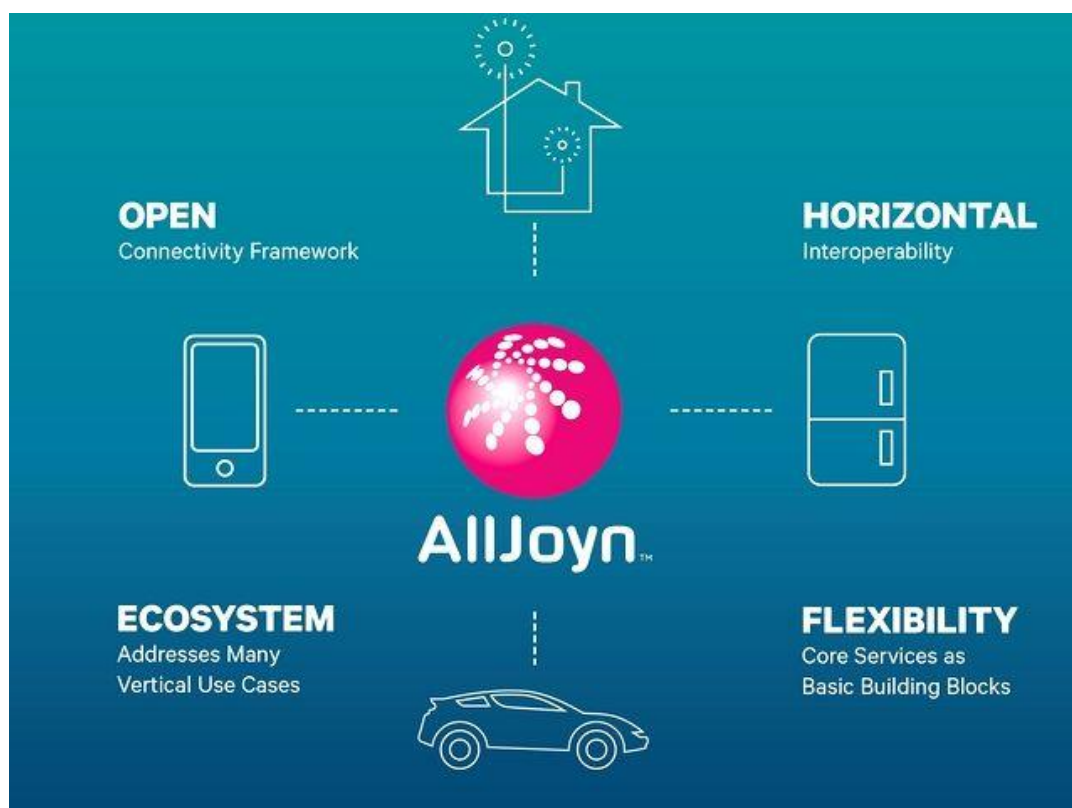 OPEN
Connectivity Framework
HORIZONTAL
Interoperability
AllJoyn™
ECOSYSTEM
Addresses Many
Vertical Use Cases
FLEXIBILITY
Core Services as
Basic Building Blocks